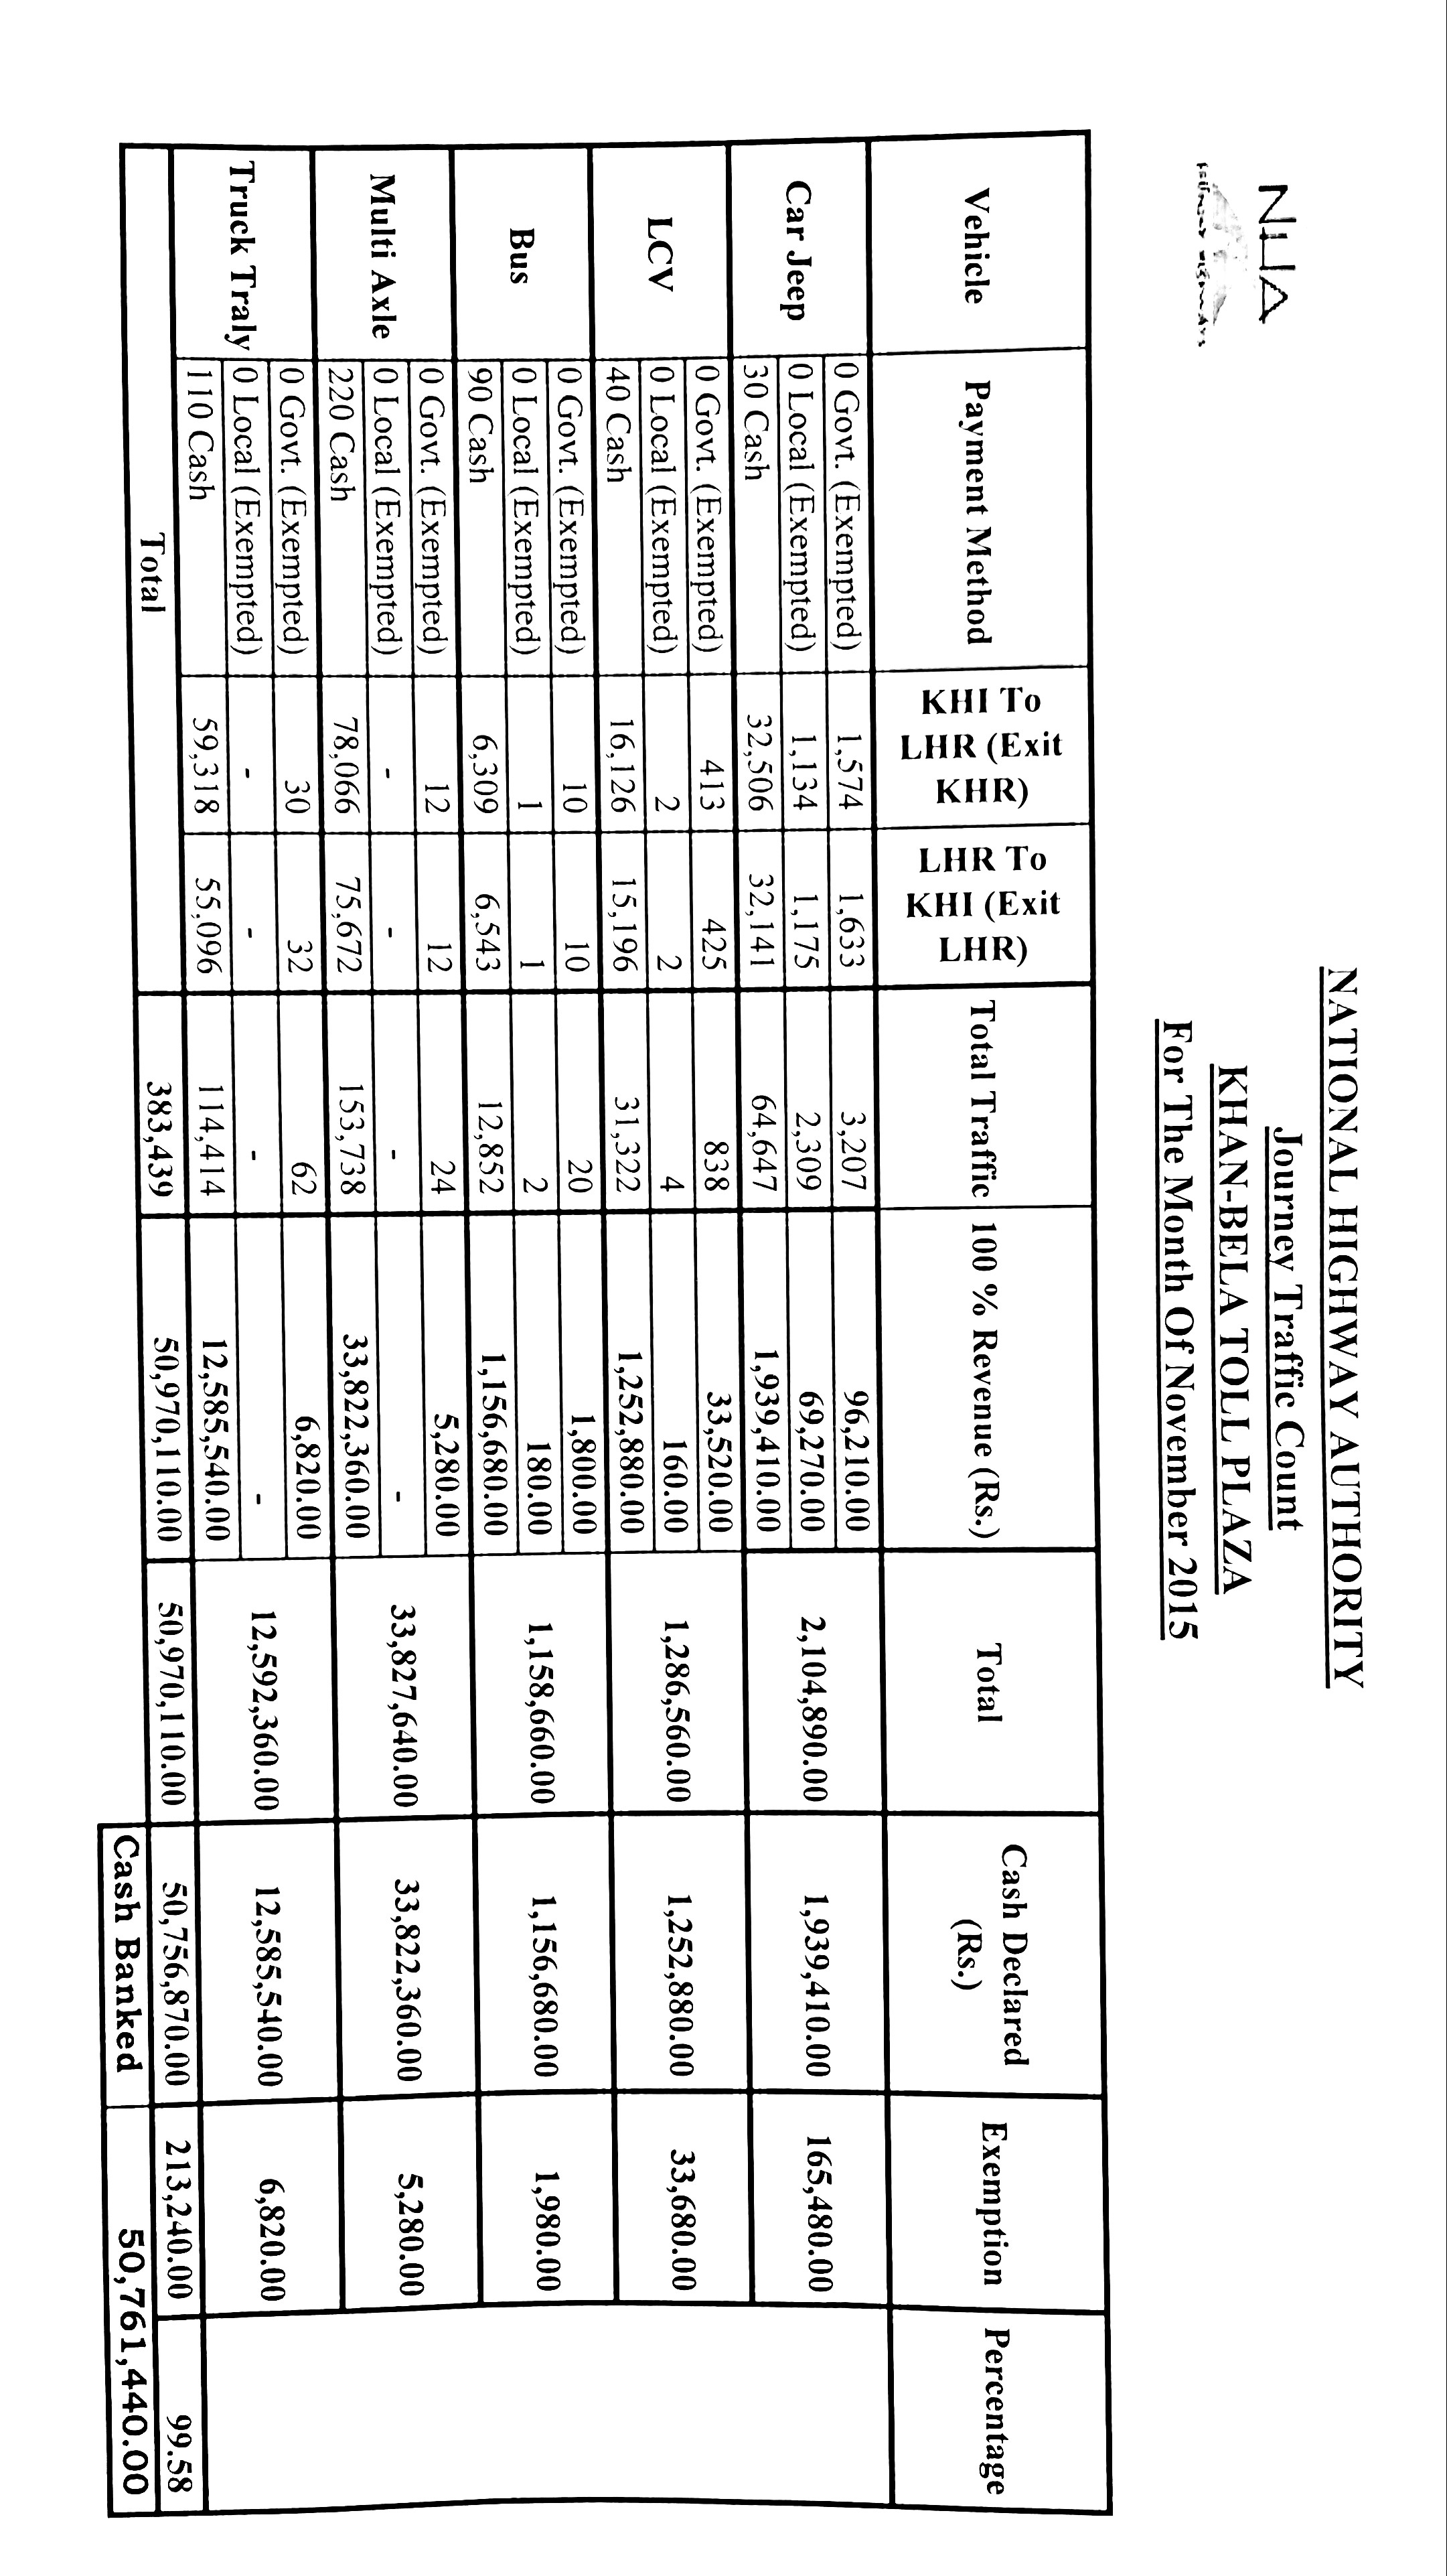 NHA
NATIONAL HIGHWAY AUTHORITY
Journey Traffic Count
KHAN-BELA TOLL PLAZA
For The Month Of November 2015
Vehicle Payment Method KHI To LHR (Exit KHR) LHR To KHI (Exit LHR) Total Traffic 100 % Revenue (Rs.) Total Cash Declared (Rs.) Exemption Percentage
Car Jeep 0 Govt. (Exempted) 1,574 1,633 3,207 96,210.00 2,104,890.00 1,939,410.00 165,480.00
0 Local (Exempted) 1,134 1,175 2,309 69,270.00
30 Cash 32,506 32,141 64,647 1,939,410.00
LCV 0 Govt. (Exempted) 413 425 838 33,520.00 1,286,560.00 1,252,880.00 33,680.00
0 Local (Exempted) 2 2 4 160.00
40 Cash 16,126 15,196 31,322 1,252,880.00
Bus 0 Govt. (Exempted) 10 10 20 1,800.00 1,158,660.00 1,156,680.00 1,980.00
0 Local (Exempted) 1 1 2 180.00
90 Cash 6,309 6,543 12,852 1,156,680.00
Multi Axle 0 Govt. (Exempted) 12 12 24 5,280.00 33,827,640.00 33,822,360.00 5,280.00
0 Local (Exempted) - - - -
220 Cash 78,066 75,672 153,738 33,822,360.00
Truck Traly 0 Govt. (Exempted) 30 32 62 6,820.00 12,592,360.00 12,585,540.00 6,820.00
0 Local (Exempted) - - - -
110 Cash 59,318 55,096 114,414 12,585,540.00
Total 383,439 50,970,110.00 50,970,110.00 50,756,870.00 213,240.00 99.58
Cash Banked 50,761,440.00